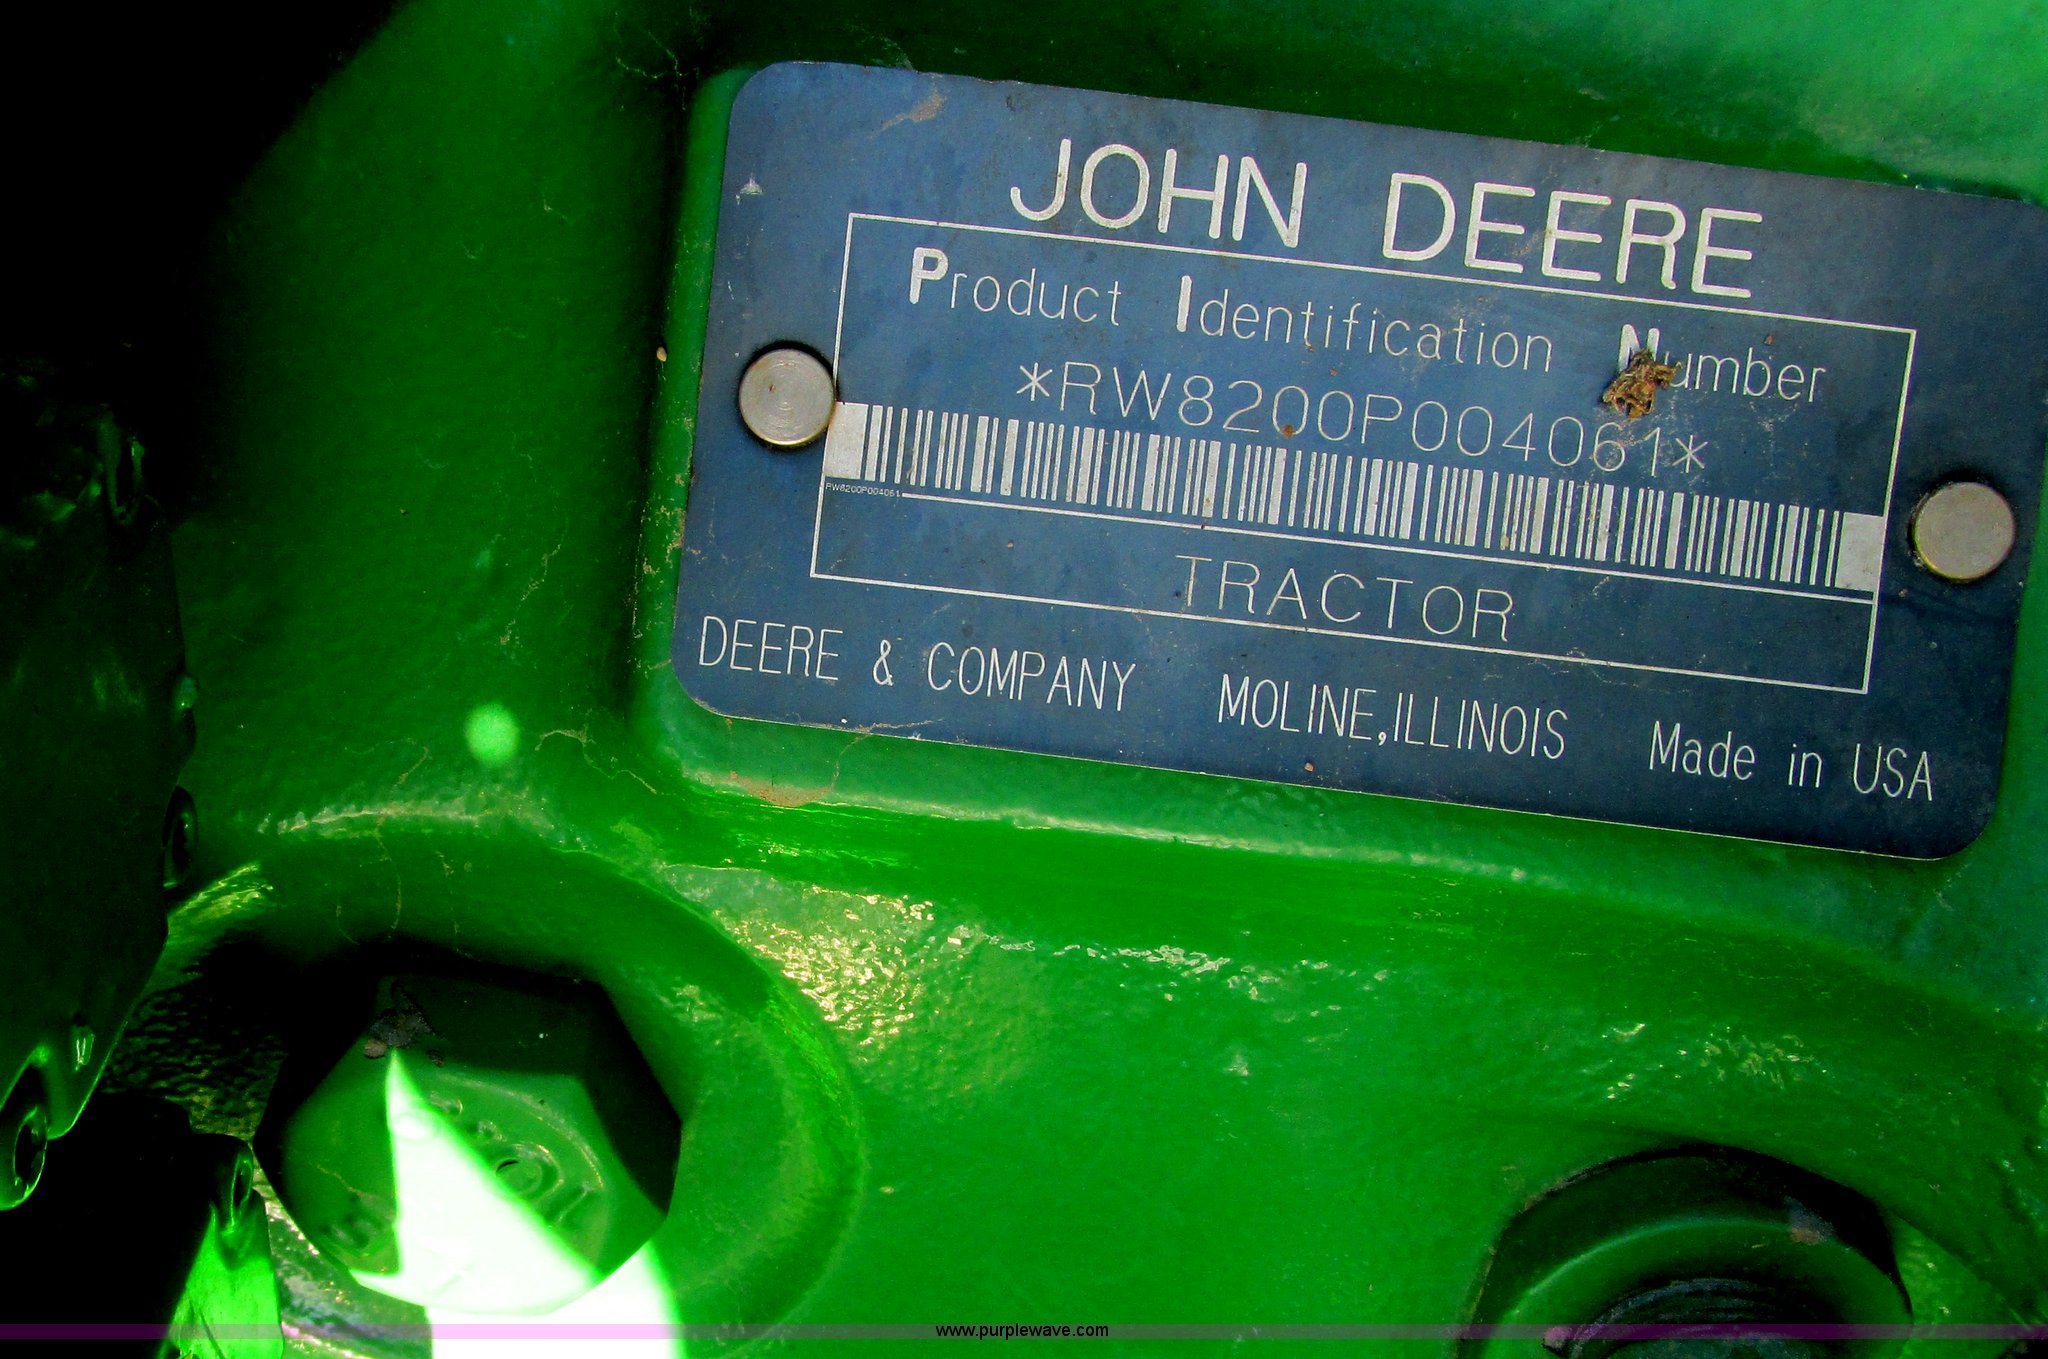 JOHN DEERE
Product Identification Number
*RW8200P004061*
RW8200P004061
TRACTOR
DEERE & COMPANY MOLINE,ILLINOIS Made in USA
www.purplewave.com